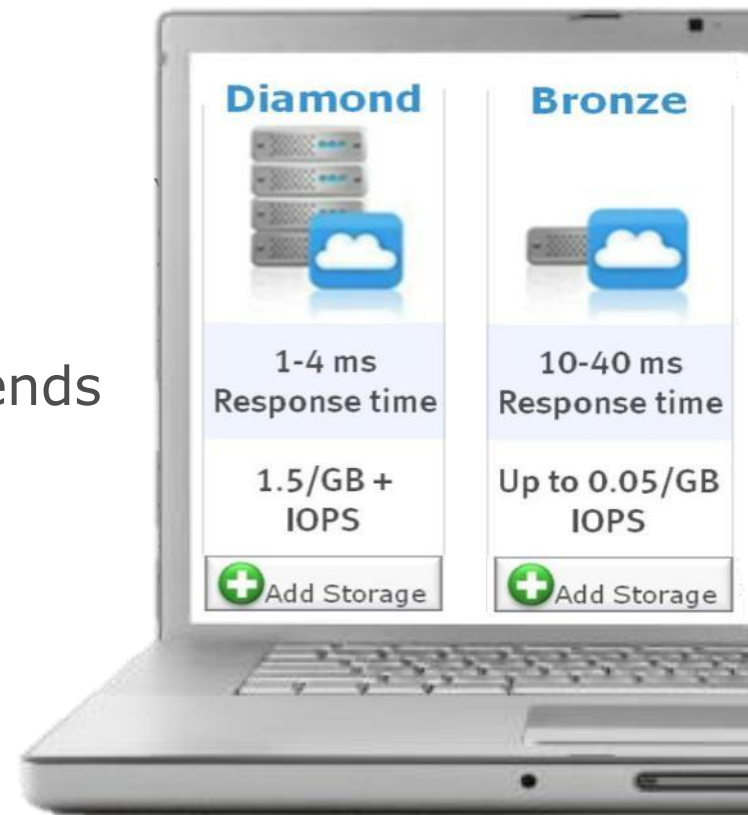 Diamond
Bronze
1-4 ms
Response time
10-40 ms
Response time
ends
1.5/GB +
IOPS
Up to 0.05/GB
IOPS
Add Storage
Add Storage